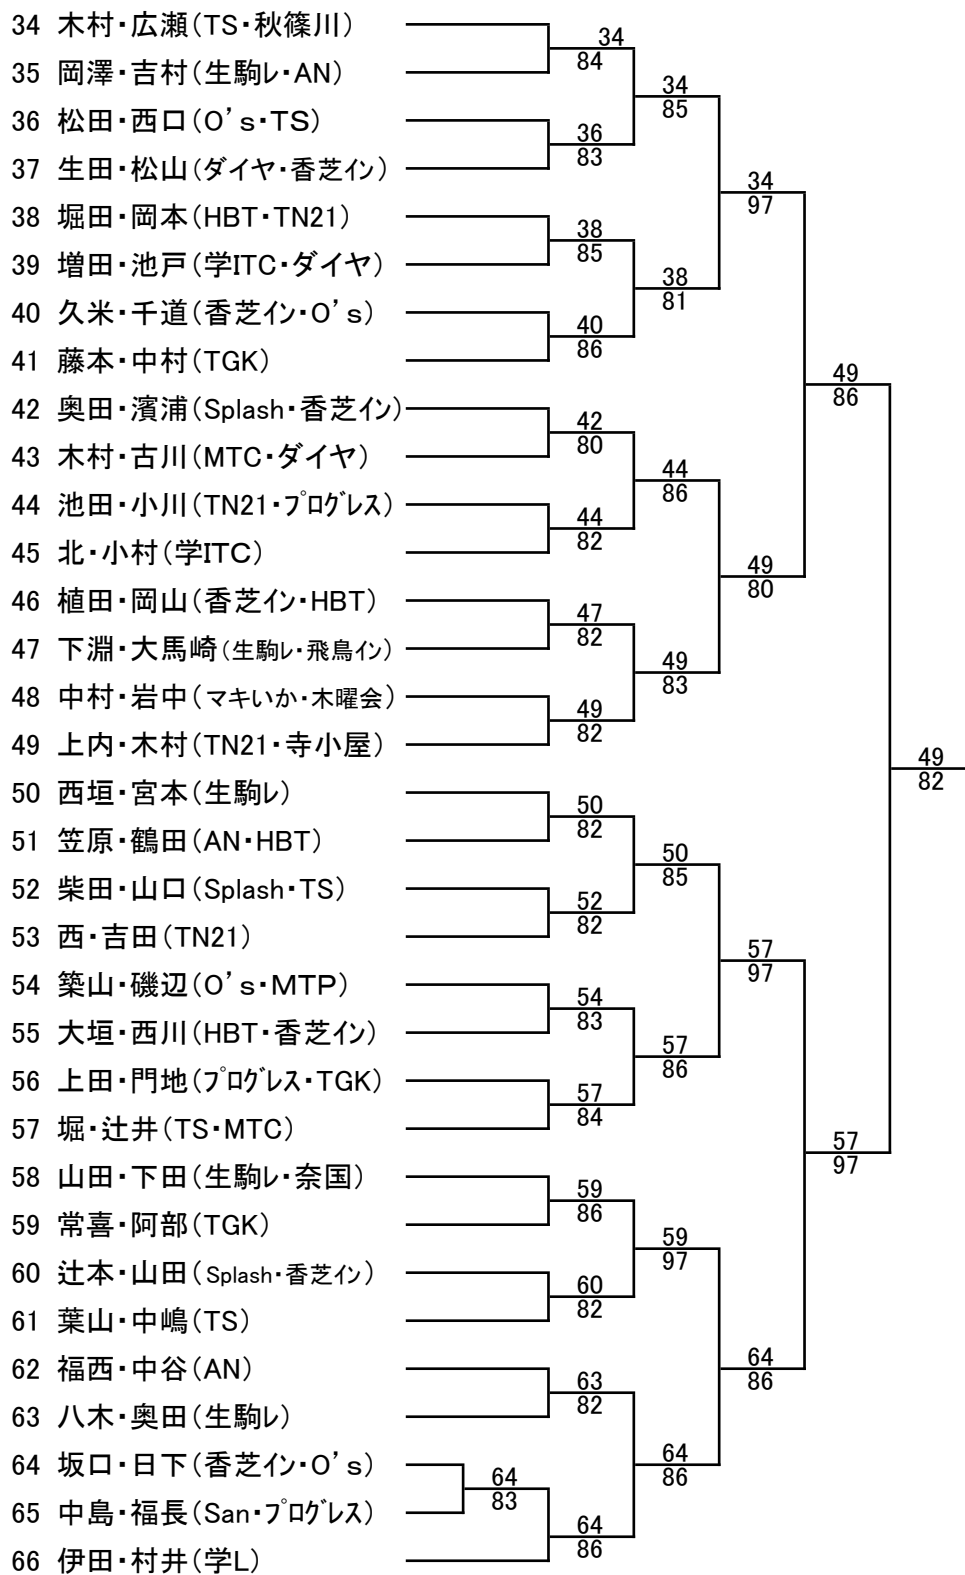 34 木村・広瀬(TS・秋篠川)
35 岡澤・吉村(生駒ﾚ・AN)
36 松田・西口(O’s・TS)
37 生田・松山(ダイヤ・香芝ｲﾝ)
38 堀田・岡本(HBT・TN21)
39 増田・池戸(学ITC・ダイヤ)
40 久米・千道(香芝ｲﾝ・O’s)
41 藤本・中村(TGK)
42 奥田・濱浦(Splash・香芝ｲﾝ)
43 木村・古川(MTC・ダイヤ)
44 池田・小川(TN21・ﾌﾟﾛｸﾞﾚｽ)
45 北・小村(学ITC)
46 植田・岡山(香芝ｲﾝ・HBT)
47 下淵・大馬崎(生駒ﾚ・飛鳥ｲﾝ)
48 中村・岩中(マキいか・木曜会)
49 上内・木村(TN21・寺小屋)
50 西垣・宮本(生駒ﾚ)
51 笠原・鶴田(AN・HBT)
52 柴田・山口(Splash・TS)
53 西・吉田(TN21)
54 築山・磯辺(O’s・MTP)
55 大垣・西川(HBT・香芝ｲﾝ)
56 上田・門地(ﾌﾟﾛｸﾞﾚｽ・TGK)
57 堀・辻井(TS・MTC)
58 山田・下田(生駒ﾚ・奈国)
59 常喜・阿部(TGK)
60 辻本・山田(Splash・香芝ｲﾝ)
61 葉山・中嶋(TS)
62 福西・中谷(AN)
63 八木・奥田(生駒ﾚ)
64 坂口・日下(香芝ｲﾝ・O’s)
65 中島・福長(San・ﾌﾟﾛｸﾞﾚｽ)
66 伊田・村井(学L)
64
83
34
84
36
83
38
85
40
86
42
80
44
82
47
82
49
82
50
82
52
82
54
83
57
84
59
86
60
82
63
82
64
86
34
85
38
81
44
86
49
83
50
85
57
86
59
97
64
86
34
97
49
80
57
97
64
86
49
86
57
97
49
82